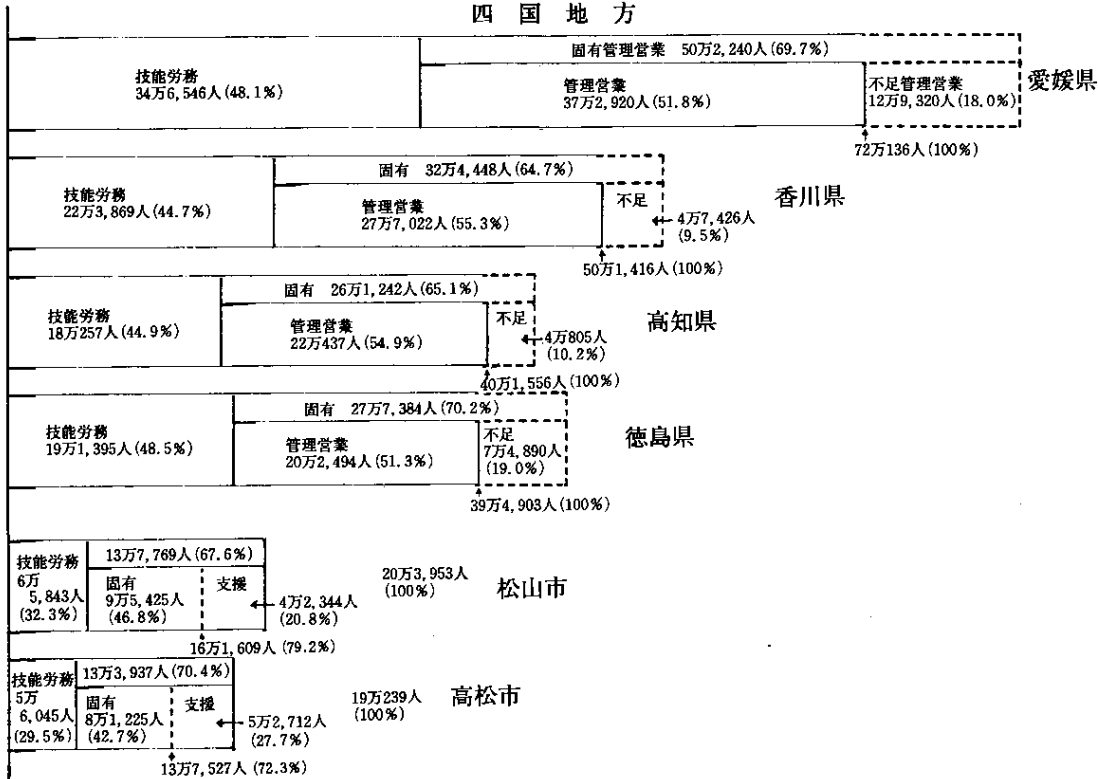 四国地方
固有管理営業 50万2,240人(69.7%)
技能労務
34万6,546人(48.1%)
管理営業
37万2,920人(51.8%)
不足管理営業
12万9,320人(18.0%)
愛媛県
72万136人(100%)
固有 32万4,448人(64.7%)
技能労務
22万3,869人(44.7%)
管理営業
27万7,022人(55.3%)
不足
4万7,426人
(9.5%)
香川県
50万1,416人(100%)
固有 26万1,242人(65.1%)
技能労務
18万257人(44.9%)
管理営業
22万437人(54.9%)
不足
4万805人
(10.2%)
高知県
40万1,556人(100%)
固有 27万7,384人(70.2%)
技能労務
19万1,395人(48.5%)
管理営業
20万2,494人(51.3%)
不足
7万4,890人
(19.0%)
徳島県
39万4,903人(100%)
技能労務
6万
5,843人
(32.3%)
13万7,769人(67.6%)
固有
9万5,425人
(46.8%)
支援
4万2,344人
(20.8%)
20万3,953人
(100%)
松山市
16万1,609人(79.2%)
技能労務
5万
6,045人
(29.5%)
13万3,937人(70.4%)
固有
8万1,225人
(42.7%)
支援
5万2,712人
(27.7%)
19万239人
(100%)
高松市
13万7,527人(72.3%)